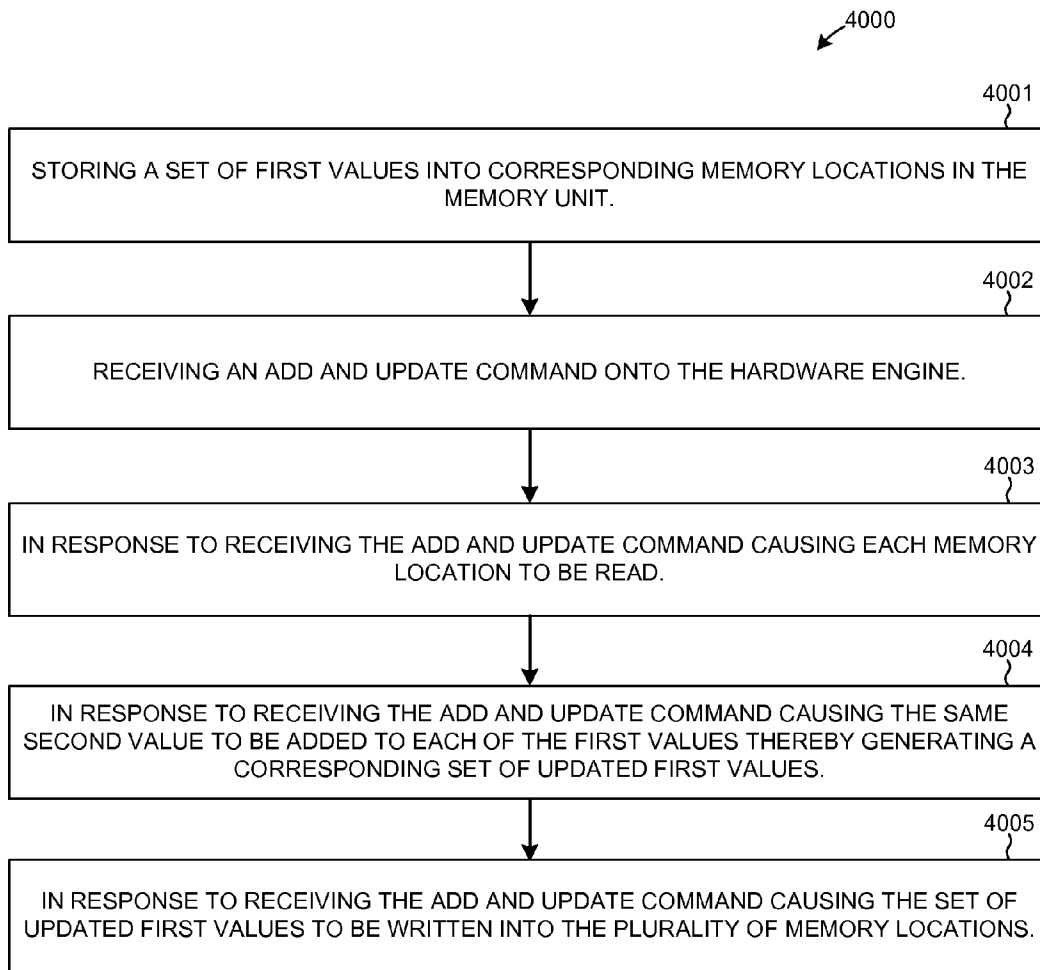 4000
4001
STORING A SET OF FIRST VALUES INTO CORRESPONDING MEMORY LOCATIONS IN THE
MEMORY UNIT.
4002
RECEIVING AN ADD AND UPDATE COMMAND ONTO THE HARDWARE ENGINE.
4003
IN RESPONSE TO RECEIVING THE ADD AND UPDATE COMMAND CAUSING EACH MEMORY
LOCATION TO BE READ.
4004
IN RESPONSE TO RECEIVING THE ADD AND UPDATE COMMAND CAUSING THE SAME
SECOND VALUE TO BE ADDED TO EACH OF THE FIRST VALUES THEREBY GENERATING A
CORRESPONDING SET OF UPDATED FIRST VALUES.
4005
IN RESPONSE TO RECEIVING THE ADD AND UPDATE COMMAND CAUSING THE SET OF
UPDATED FIRST VALUES TO BE WRITTEN INTO THE PLURALITY OF MEMORY LOCATIONS.